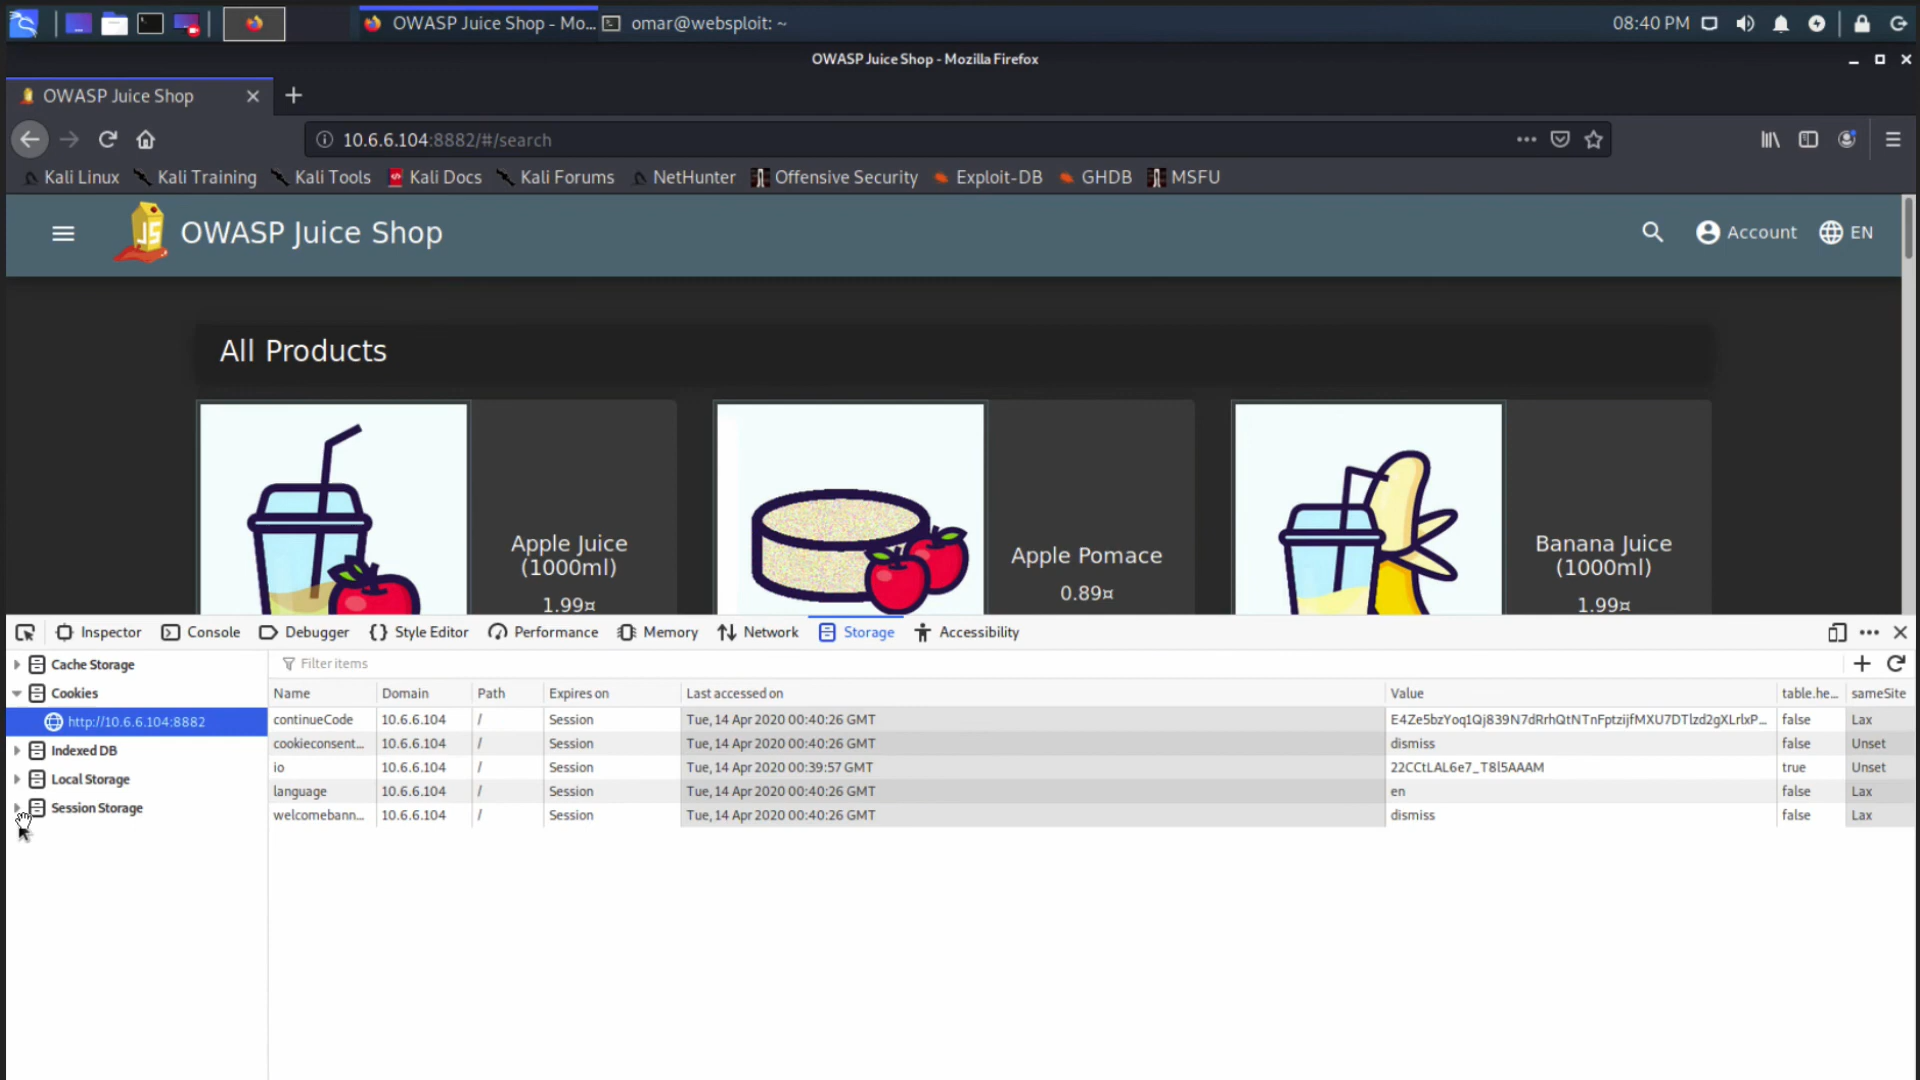 OWASP Juice Shop - Mo...
omar@websploit: ~
08:40 PM
OWASP Juice Shop - Mozilla Firefox
OWASP Juice Shop
10.6.6.104:8882/#/search
Kali Linux
Kali Training
Kali Tools
Kali Docs
Kali Forums
NetHunter
Offensive Security
Exploit-DB
GHDB
MSFU
JS
OWASP Juice Shop
Account
EN
All Products
Apple Juice
(1000ml)
1.99¤
Apple Pomace
0.89¤
Banana Juice
(1000ml)
1.99¤
Inspector
Console
Debugger
Style Editor
Performance
Memory
Network
Storage
Accessibility
Cache Storage
Cookies
http://10.6.6.104:8882
Indexed DB
Local Storage
Session Storage
Filter items
Name Domain Path Expires on Last accessed on Value table.he... sameSite
continueCode 10.6.6.104 / Session Tue, 14 Apr 2020 00:40:26 GMT E4Ze5bzYoq1Qj839N7dRrhQtNTnFptzijfMXU7DTlzd2gXLrlxP... false Lax
cookieconsent... 10.6.6.104 / Session Tue, 14 Apr 2020 00:40:26 GMT dismiss false Unset
io 10.6.6.104 / Session Tue, 14 Apr 2020 00:39:57 GMT 22CCtLAL6e7_T8l5AAAM true Unset
language 10.6.6.104 / Session Tue, 14 Apr 2020 00:40:26 GMT en false Lax
welcomebann... 10.6.6.104 / Session Tue, 14 Apr 2020 00:40:26 GMT dismiss false Lax